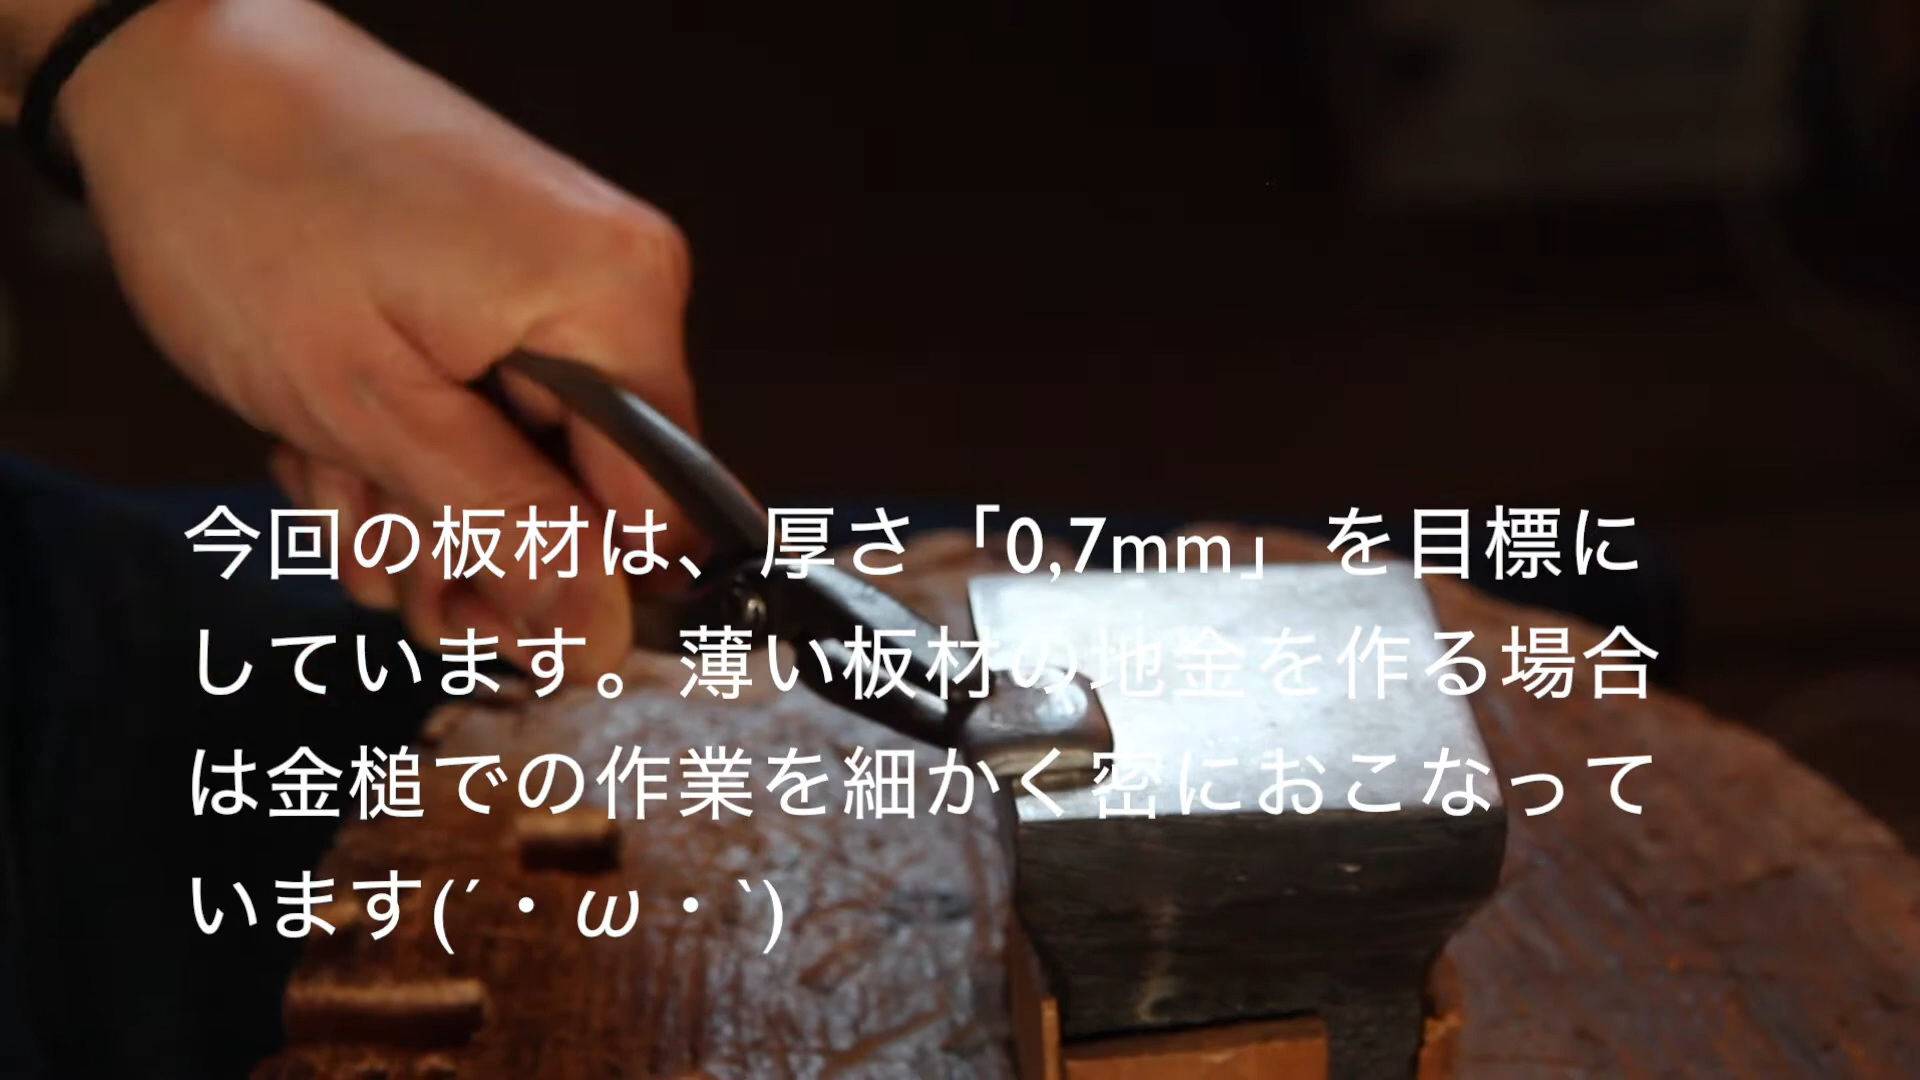 今回の板材は、厚さ「0,7mm」を目標に
しています。薄い板材の地金を作る場合
は金槌での作業を細かく密におこなって
います(´・ω・`)